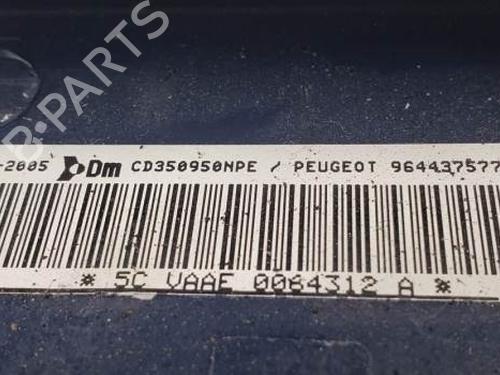 B-PARTS
-2005 Dm CD350950NPE / PEUGEOT 964437577
* 5C VAAE 0084312 A *